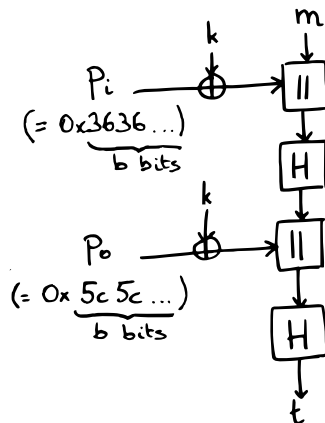 k
m
Pi
||
(= 0x3636...)
b bits
H
k
Po
||
(= 0x 5c 5c ...)
b bits
H
t